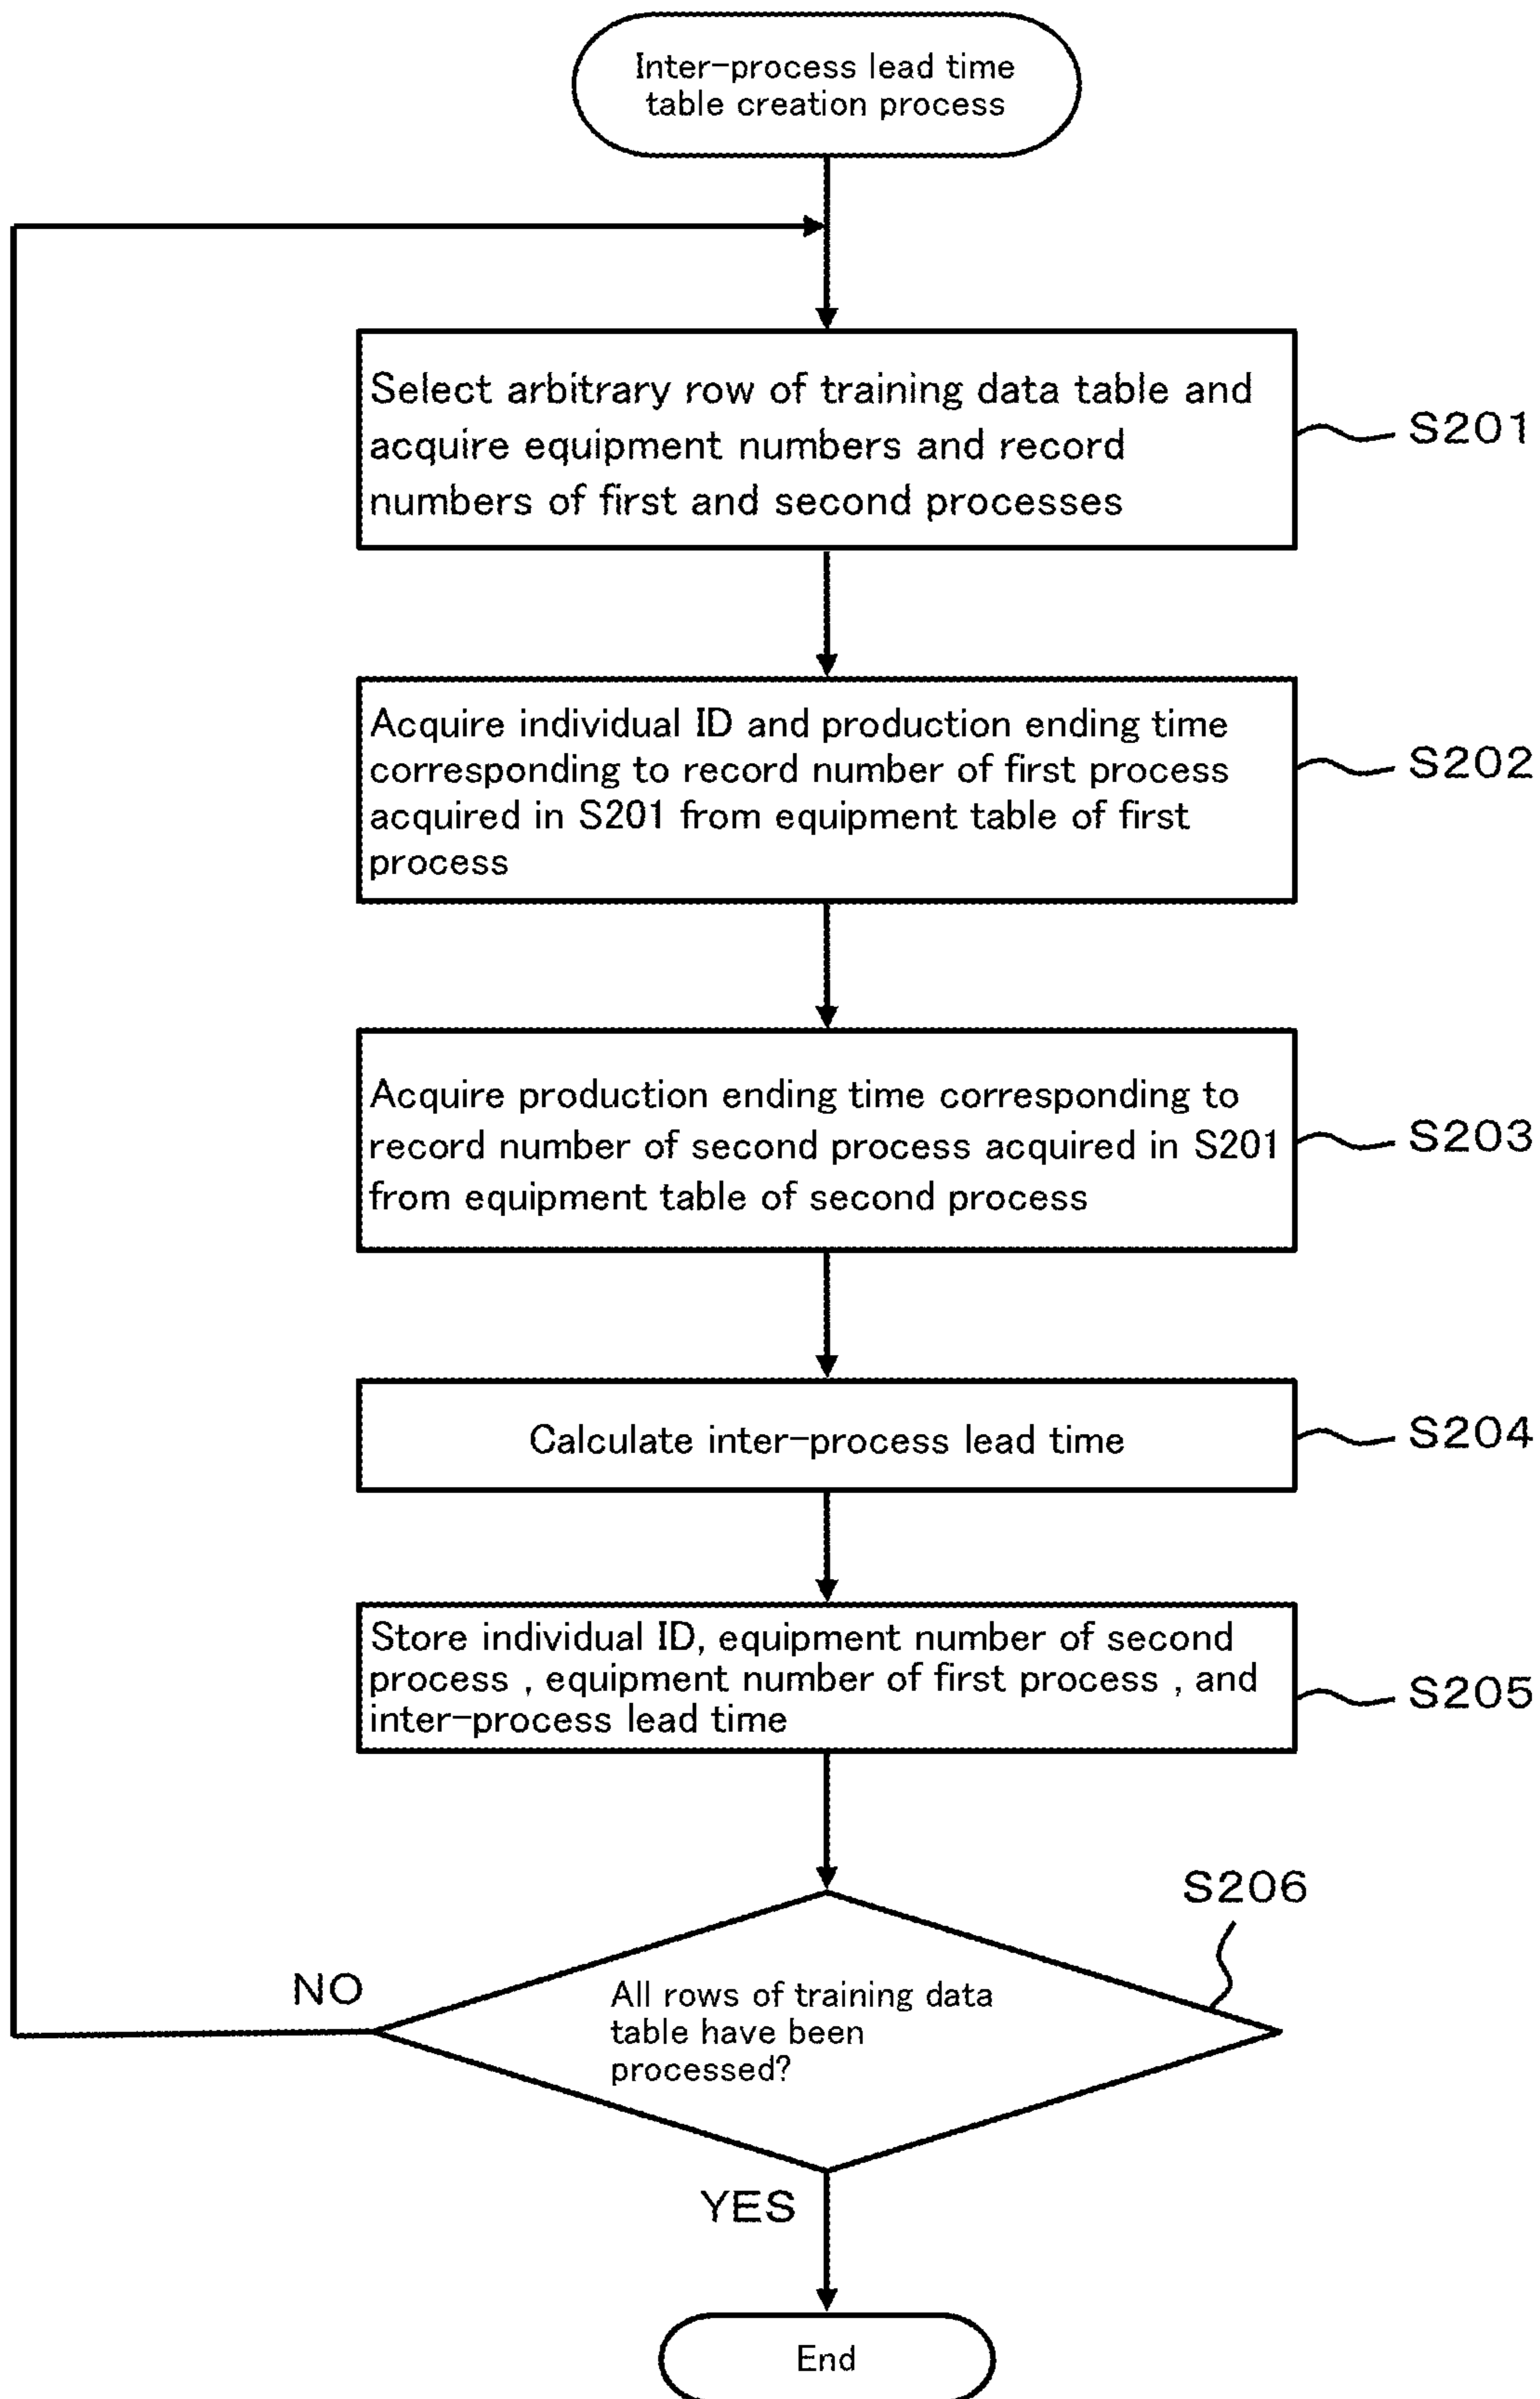 Inter-process lead time
table creation process
Select arbitrary row of training data table and
acquire equipment numbers and record
numbers of first and second processes
S201
Acquire individual ID and production ending time
corresponding to record number of first process
acquired in S201 from equipment table of first
process
S202
Acquire production ending time corresponding to
record number of second process acquired in S201
from equipment table of second process
S203
Calculate inter-process lead time
S204
Store individual ID, equipment number of second
process , equipment number of first process , and
inter-process lead time
S205
S206
NO
All rows of training data
table have been
processed?
YES
End